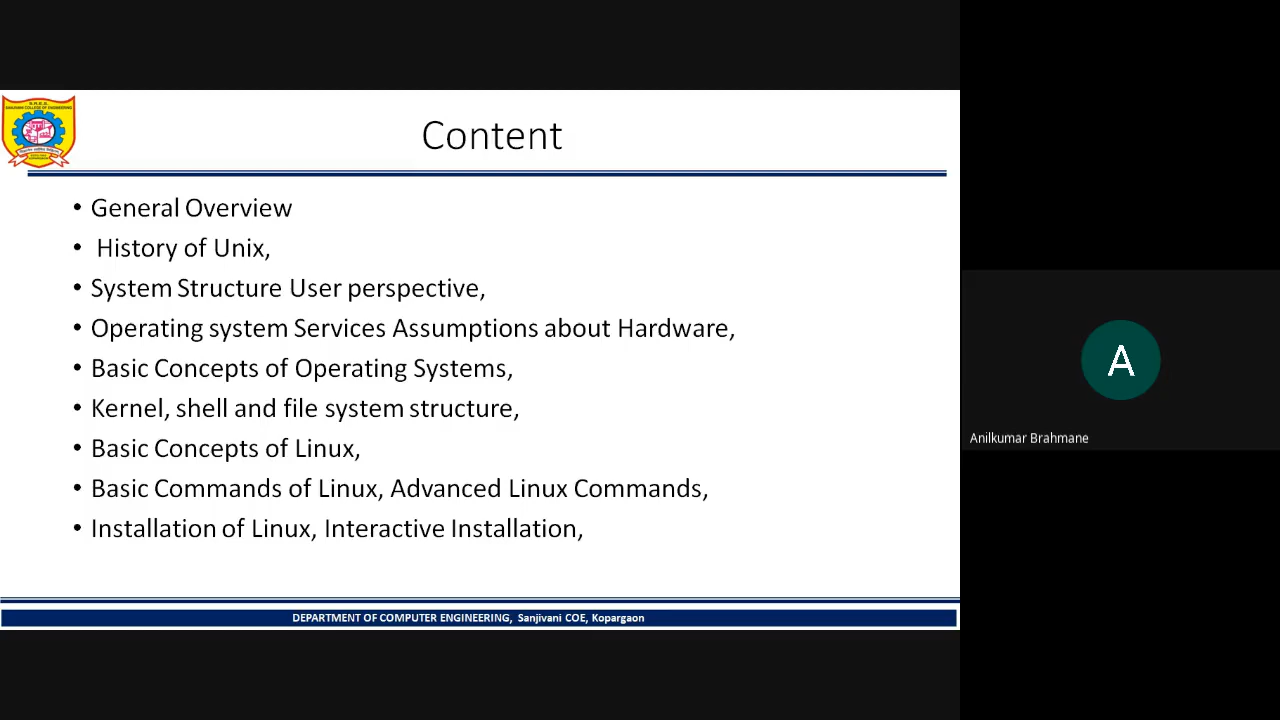 Content
• General Overview
• History of Unix,
• System Structure User perspective,
• Operating system Services Assumptions about Hardware,
• Basic Concepts of Operating Systems,
• Kernel, shell and file system structure,
• Basic Concepts of Linux,
• Basic Commands of Linux, Advanced Linux Commands,
• Installation of Linux, Interactive Installation,
DEPARTMENT OF COMPUTER ENGINEERING, Sanjivani COE, Kopargaon
A
Anilkumar Brahmane